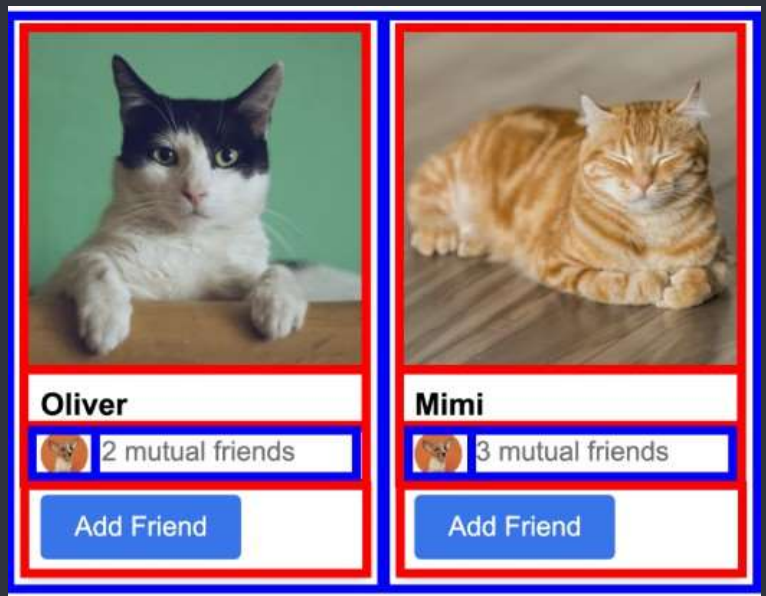 Oliver
2 mutual friends
Add Friend
Mimi
3 mutual friends
Add Friend